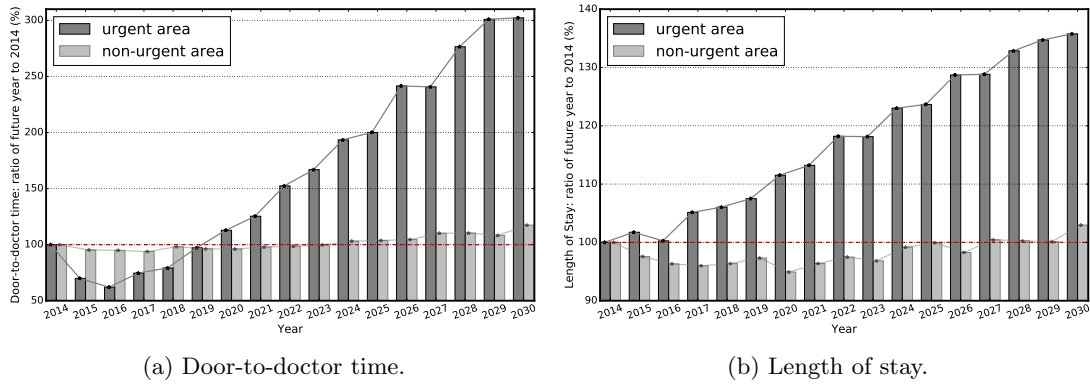 Door-to-doctor time: ratio of future year to 2014 (%)
300
250
200
150
100
50
urgent area
non-urgent area
2014 2015 2016 2017 2018 2019 2020 2021 2022 2023 2024 2025 2026 2027 2028 2029 2030
Year
(a) Door-to-doctor time.
Length of Stay: ratio of future year to 2014 (%)
140
130
120
110
100
90
urgent area
non-urgent area
2014 2015 2016 2017 2018 2019 2020 2021 2022 2023 2024 2025 2026 2027 2028 2029 2030
Year
(b) Length of stay.